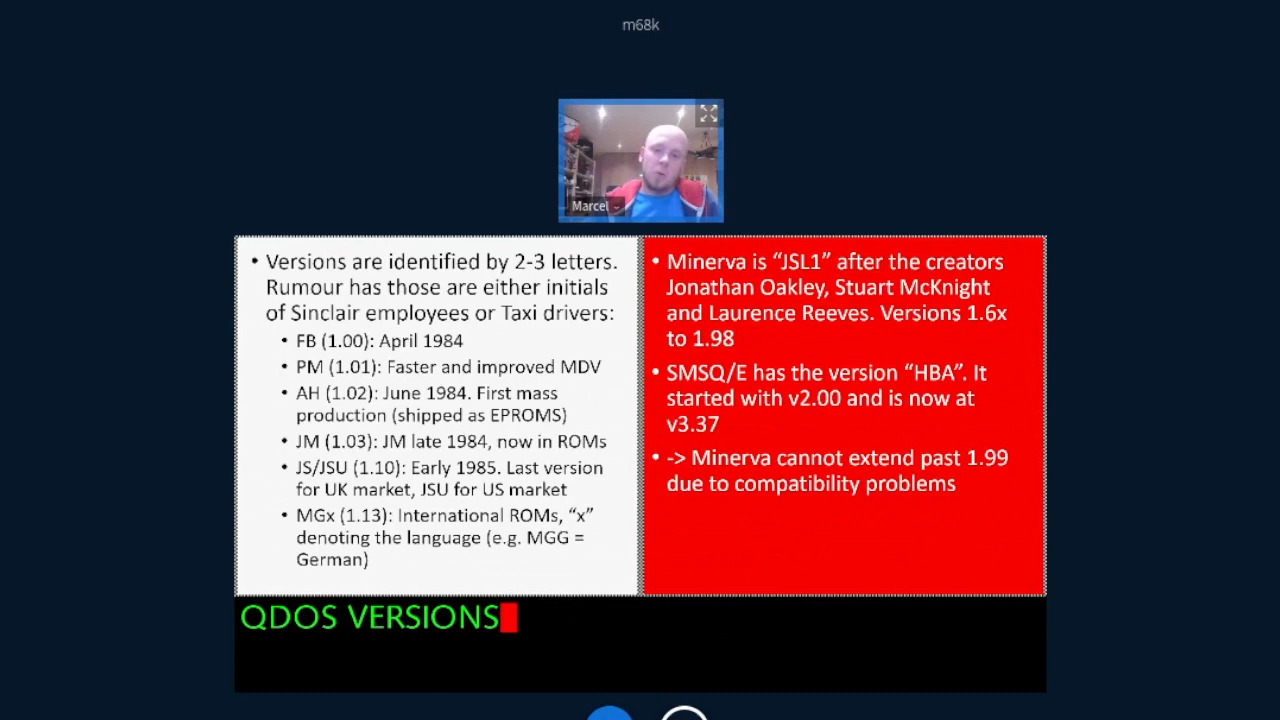 m68k
Marcel
• Versions are identified by 2-3 letters.
Rumour has those are either initials
of Sinclair employees or Taxi drivers:
• FB (1.00): April 1984
• PM (1.01): Faster and improved MDV
• AH (1.02): June 1984. First mass
production (shipped as EPROMS)
• JM (1.03): JM late 1984, now in ROMs
• JS/JSU (1.10): Early 1985. Last version
for UK market, JSU for US market
• MGx (1.13): International ROMs, “x”
denoting the language (e.g. MGG =
German)
• Minerva is “JSL1” after the creators
Jonathan Oakley, Stuart McKnight
and Laurence Reeves. Versions 1.6x
to 1.98
• SMSQ/E has the version “HBA”. It
started with v2.00 and is now at
v3.37
• -> Minerva cannot extend past 1.99
due to compatibility problems
QDOS VERSIONS